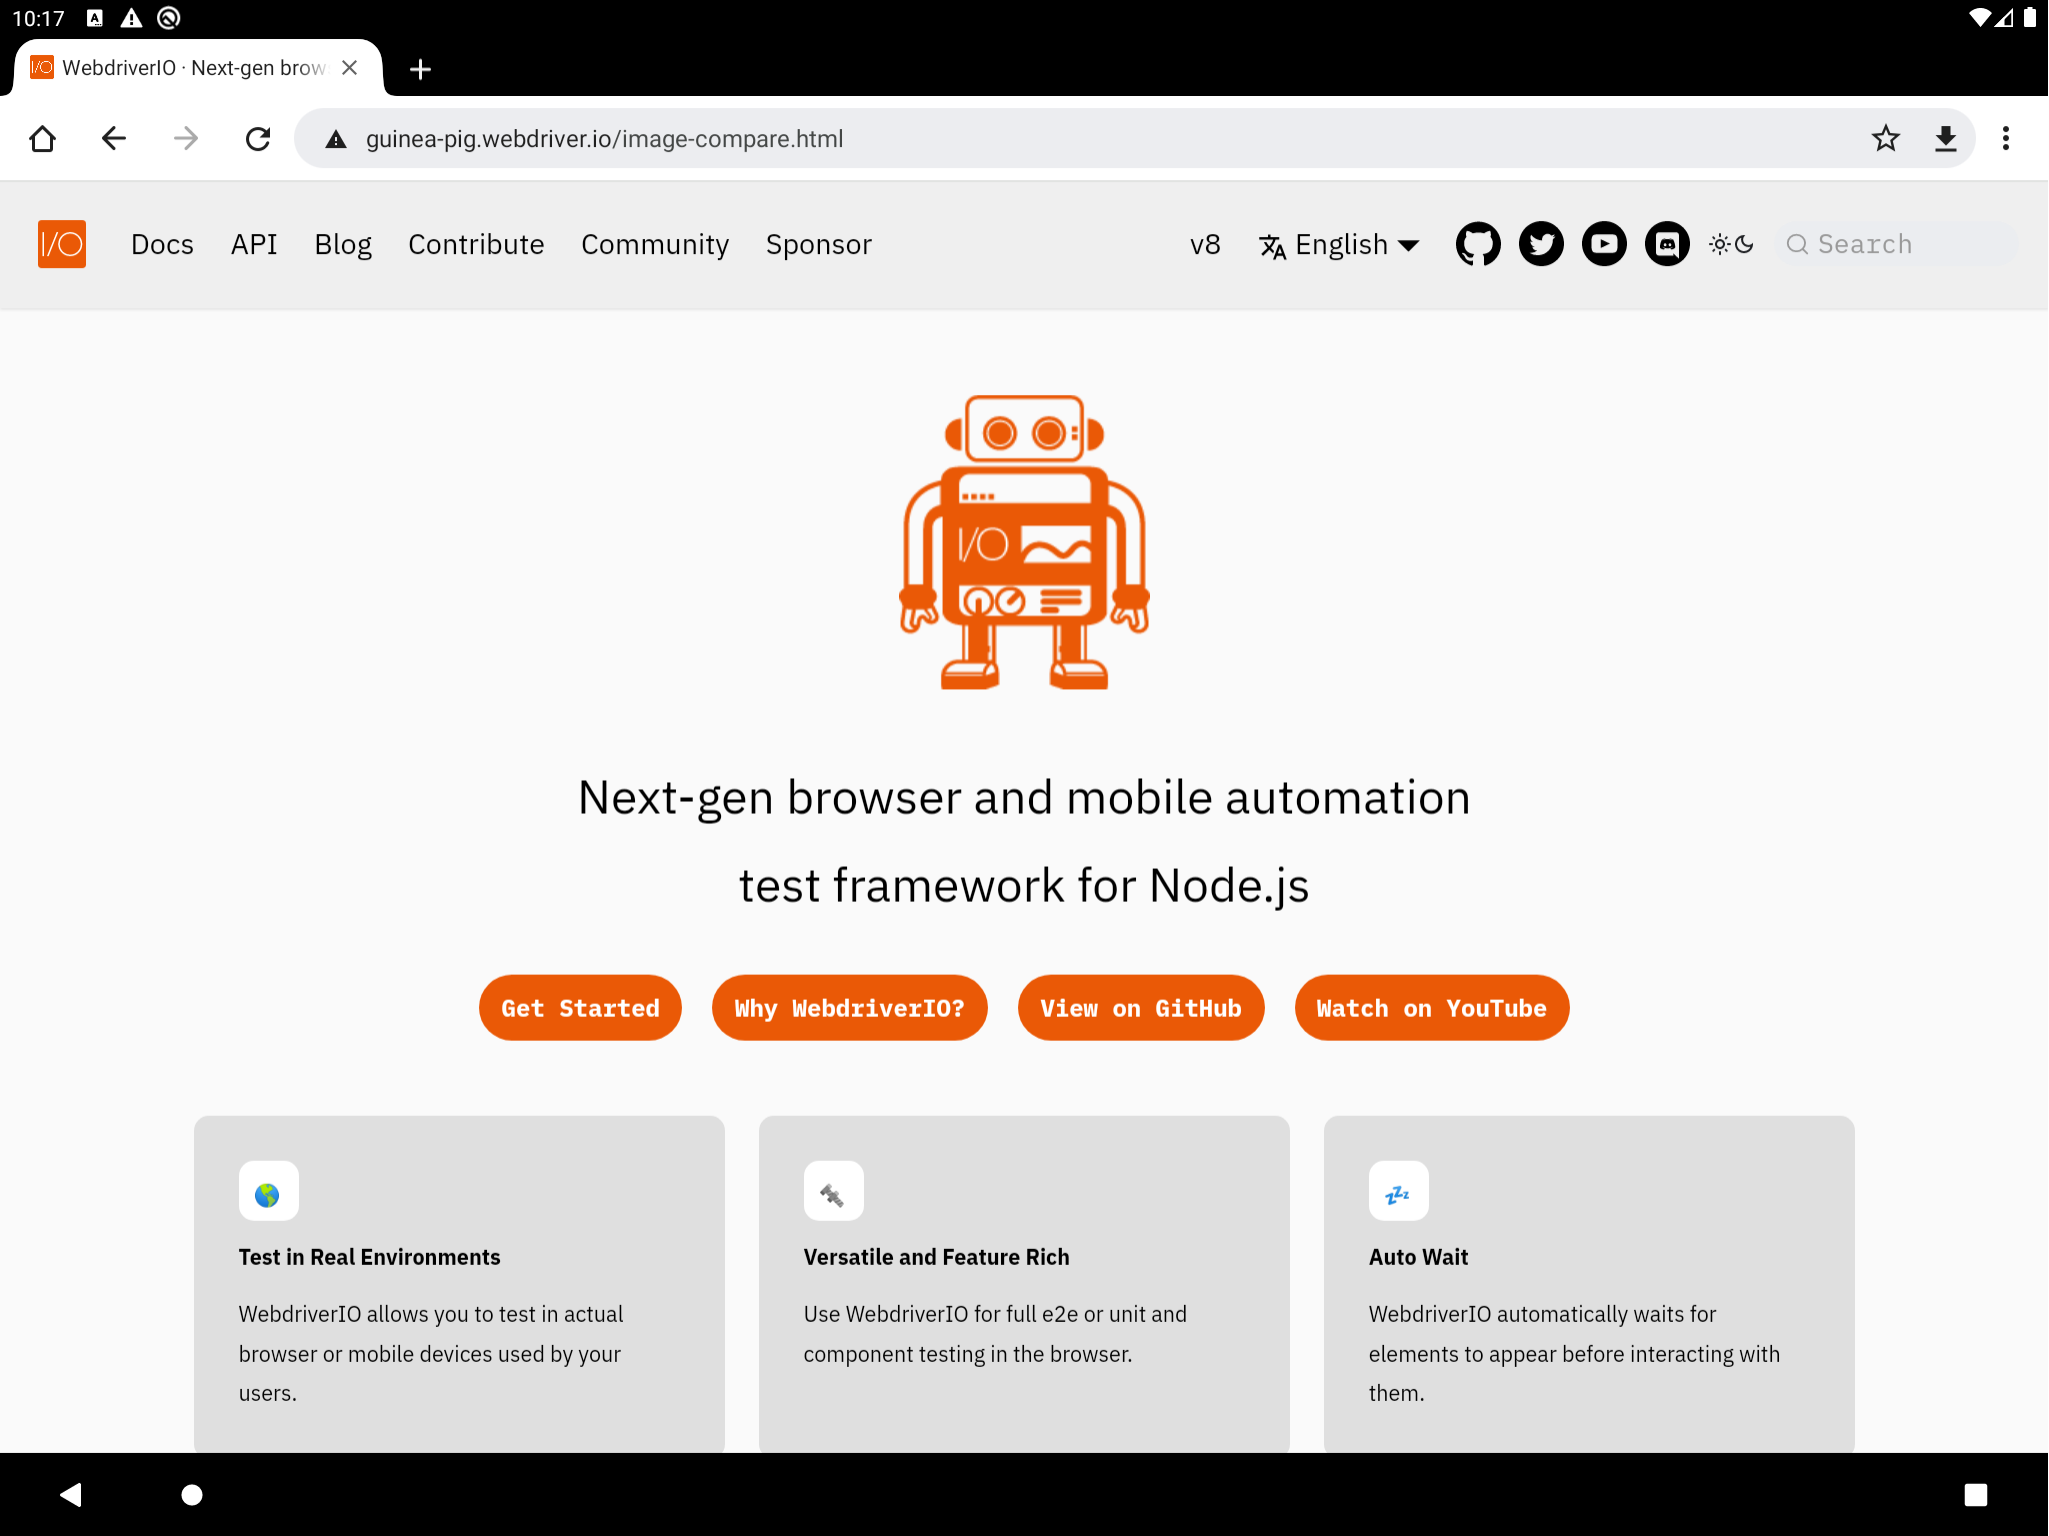 10:17
WebdriverIO · Next-gen brow
guinea-pig.webdriver.io/image-compare.html
I/O Docs API Blog Contribute Community Sponsor v8 English Search
I/O
Next-gen browser and mobile automation
test framework for Node.js
Get Started Why WebdriverIO? View on GitHub Watch on YouTube
Test in Real Environments
WebdriverIO allows you to test in actual
browser or mobile devices used by your
users.
Versatile and Feature Rich
Use WebdriverIO for full e2e or unit and
component testing in the browser.
Auto Wait
WebdriverIO automatically waits for
elements to appear before interacting with
them.